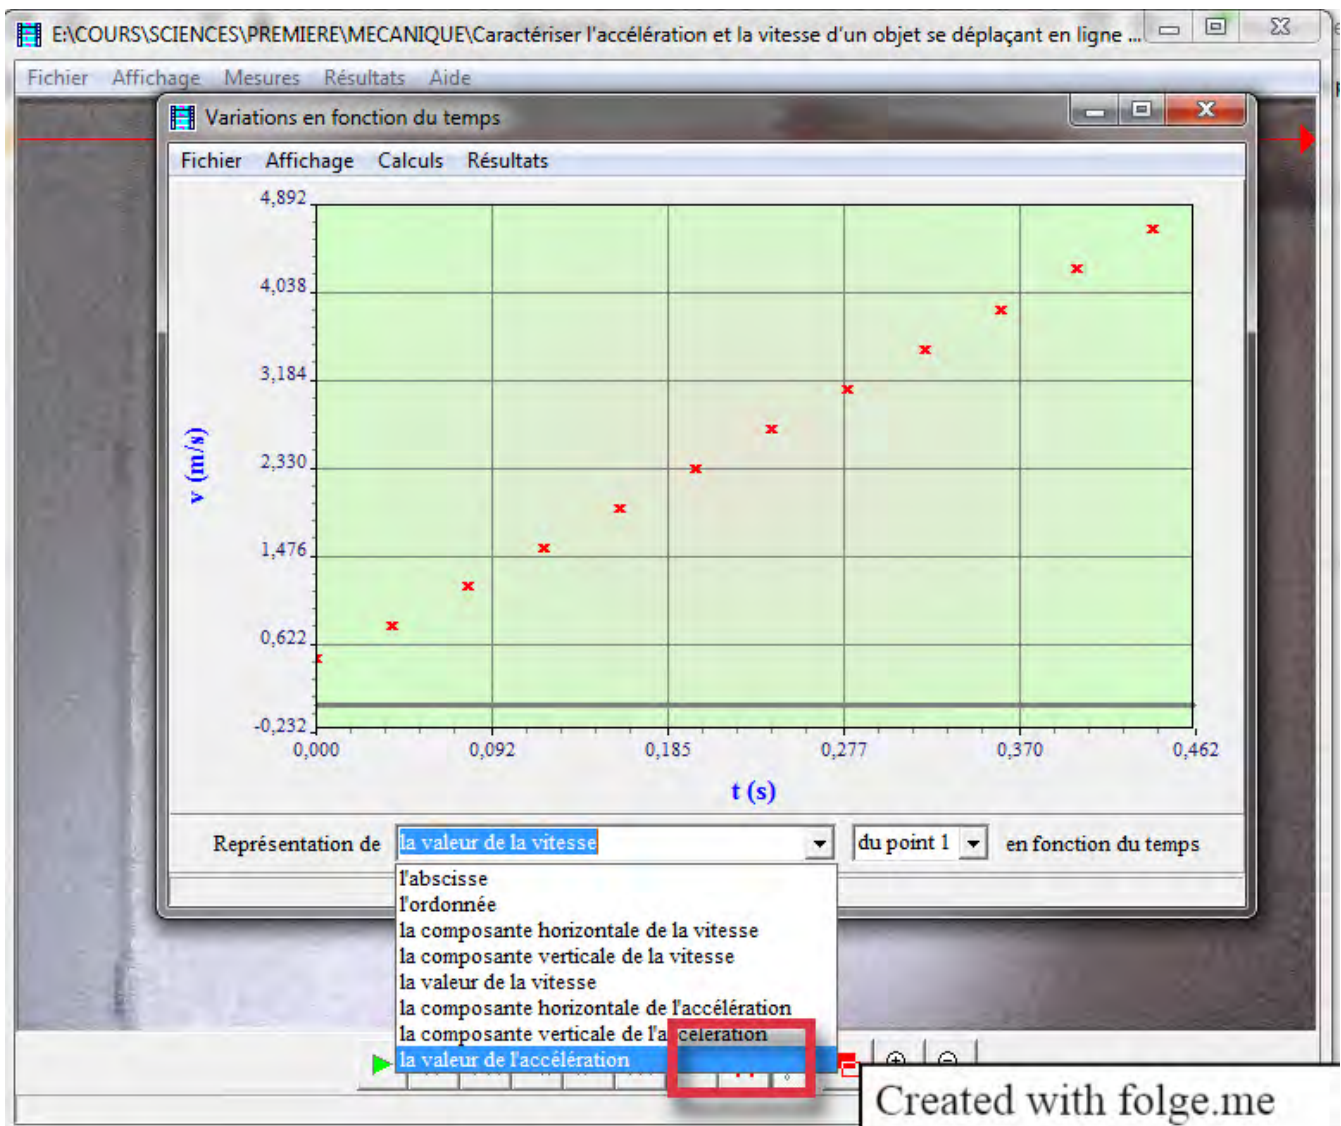 E:\COURS\SCIENCES\PREMIERE\MECANIQUE\Caractériser l'accélération et la vitesse d'un objet se déplaçant en ligne ...
Fichier Affichage Mesures Résultats Aide
Variations en fonction du temps
Fichier Affichage Calculs Résultats
4,892
4,038
3,184
v (m/s)
2,330
1,476
0,622
-0,232
0,000 0,092 0,185 0,277 0,370 0,462
t (s)
Représentation de la valeur de la vitesse du point 1 en fonction du temps
l'abscisse
l'ordonnée
la composante horizontale de la vitesse
la composante verticale de la vitesse
la valeur de la vitesse
la composante horizontale de l'accélération
la composante verticale de l'accélération
la valeur de l'accélération
Created with folge.me